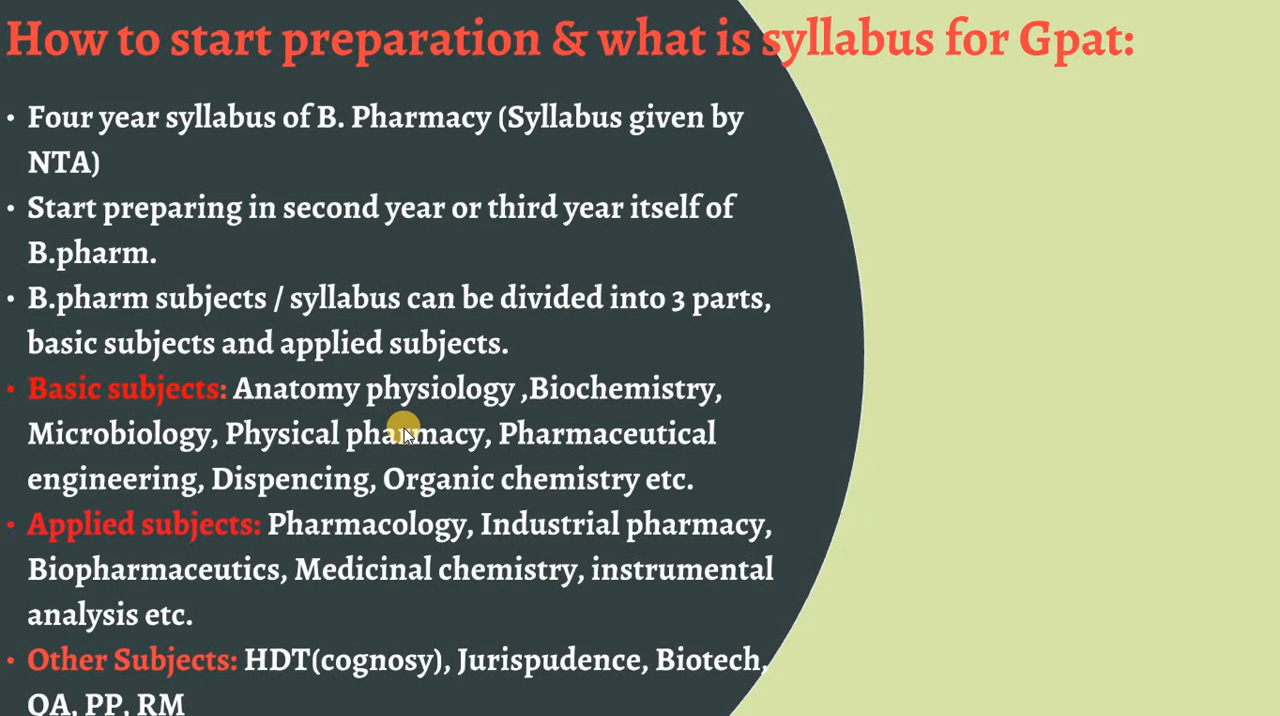 How to start preparation & what is syllabus for Gpat:
• Four year syllabus of B. Pharmacy (Syllabus given by
NTA)
• Start preparing in second year or third year itself of
B.pharm.
• B.pharm subjects / syllabus can be divided into 3 parts,
basic subjects and applied subjects.
• Basic subjects: Anatomy physiology ,Biochemistry,
Microbiology, Physical pharmacy, Pharmaceutical
engineering, Dispencing, Organic chemistry etc.
• Applied subjects: Pharmacology, Industrial pharmacy,
Biopharmaceutics, Medicinal chemistry, instrumental
analysis etc.
• Other Subjects: HDT(cognosy), Jurispudence, Biotech,
QA, PP, RM